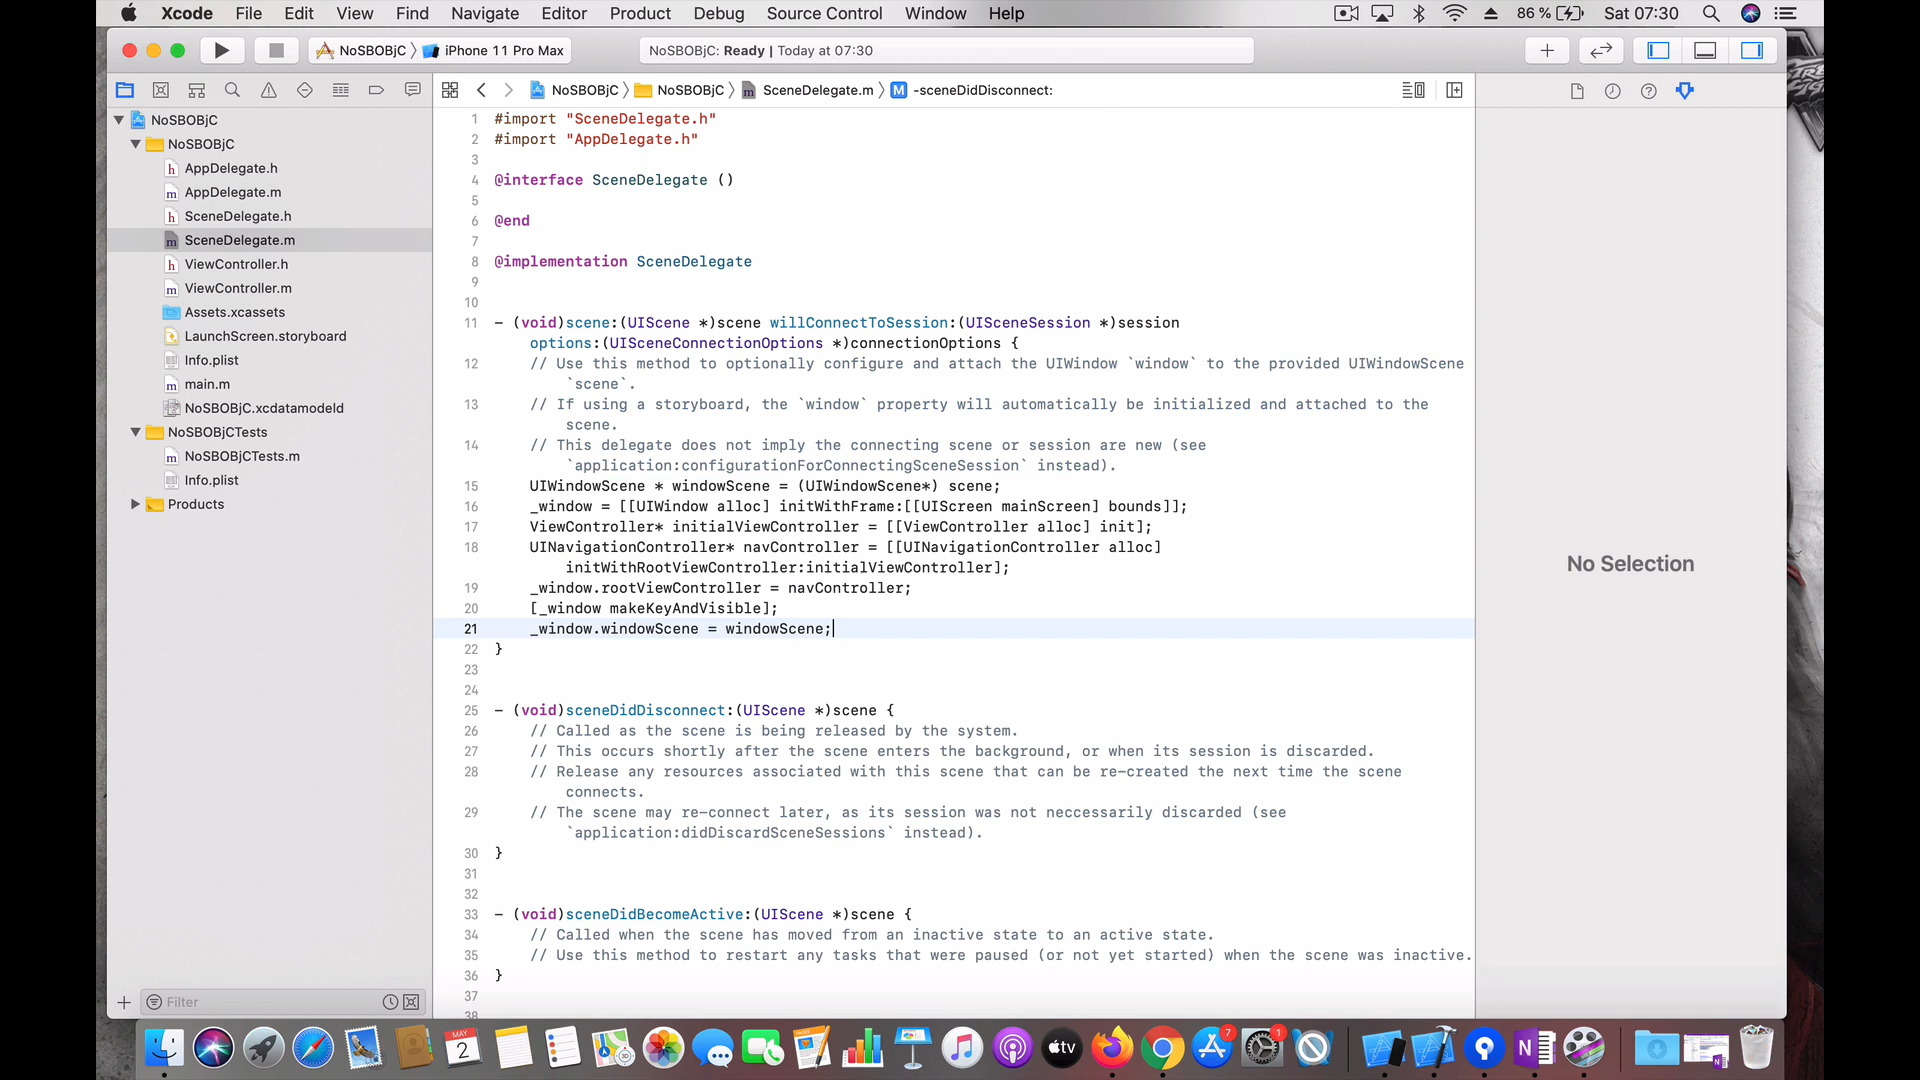 Xcode File Edit View Find Navigate Editor Product Debug Source Control Window Help 86 % Sat 07:30
NoSBOBjC iPhone 11 Pro Max NoSBOBjC: Ready | Today at 07:30
NoSBOBjC NoSBOBjC SceneDelegate.m M -sceneDidDisconnect:
NoSBOBjC
NoSBOBjC
h AppDelegate.h
m AppDelegate.m
h SceneDelegate.h
m SceneDelegate.m
h ViewController.h
m ViewController.m
Assets.xcassets
LaunchScreen.storyboard
Info.plist
main.m
NoSBOBjC.xcdatamodeld
NoSBOBjCTests
m NoSBOBjCTests.m
Info.plist
Products
Filter
1 #import "SceneDelegate.h"
2 #import "AppDelegate.h"
3
4 @interface SceneDelegate ()
5
6 @end
7
8 @implementation SceneDelegate
9
10
11 - (void)scene:(UIScene *)scene willConnectToSession:(UISceneSession *)session
options:(UISceneConnectionOptions *)connectionOptions {
12 // Use this method to optionally configure and attach the UIWindow `window` to the provided UIWindowScene
`scene`.
13 // If using a storyboard, the `window` property will automatically be initialized and attached to the
scene.
14 // This delegate does not imply the connecting scene or session are new (see
`application:configurationForConnectingSceneSession` instead).
15 UIWindowScene * windowScene = (UIWindowScene*) scene;
16 _window = [[UIWindow alloc] initWithFrame:[[UIScreen mainScreen] bounds]];
17 ViewController* initialViewController = [[ViewController alloc] init];
18 UINavigationController* navController = [[UINavigationController alloc]
initWithRootViewController:initialViewController];
19 _window.rootViewController = navController;
20 [_window makeKeyAndVisible];
21 _window.windowScene = windowScene;
22 }
23
24
25 - (void)sceneDidDisconnect:(UIScene *)scene {
26 // Called as the scene is being released by the system.
27 // This occurs shortly after the scene enters the background, or when its session is discarded.
28 // Release any resources associated with this scene that can be re-created the next time the scene
connects.
29 // The scene may re-connect later, as its session was not neccessarily discarded (see
`application:didDiscardSceneSessions` instead).
30 }
31
32
33 - (void)sceneDidBecomeActive:(UIScene *)scene {
34 // Called when the scene has moved from an inactive state to an active state.
35 // Use this method to restart any tasks that were paused (or not yet started) when the scene was inactive.
36 }
37
38
No Selection
MAY
2
3D
tv
7
1
N